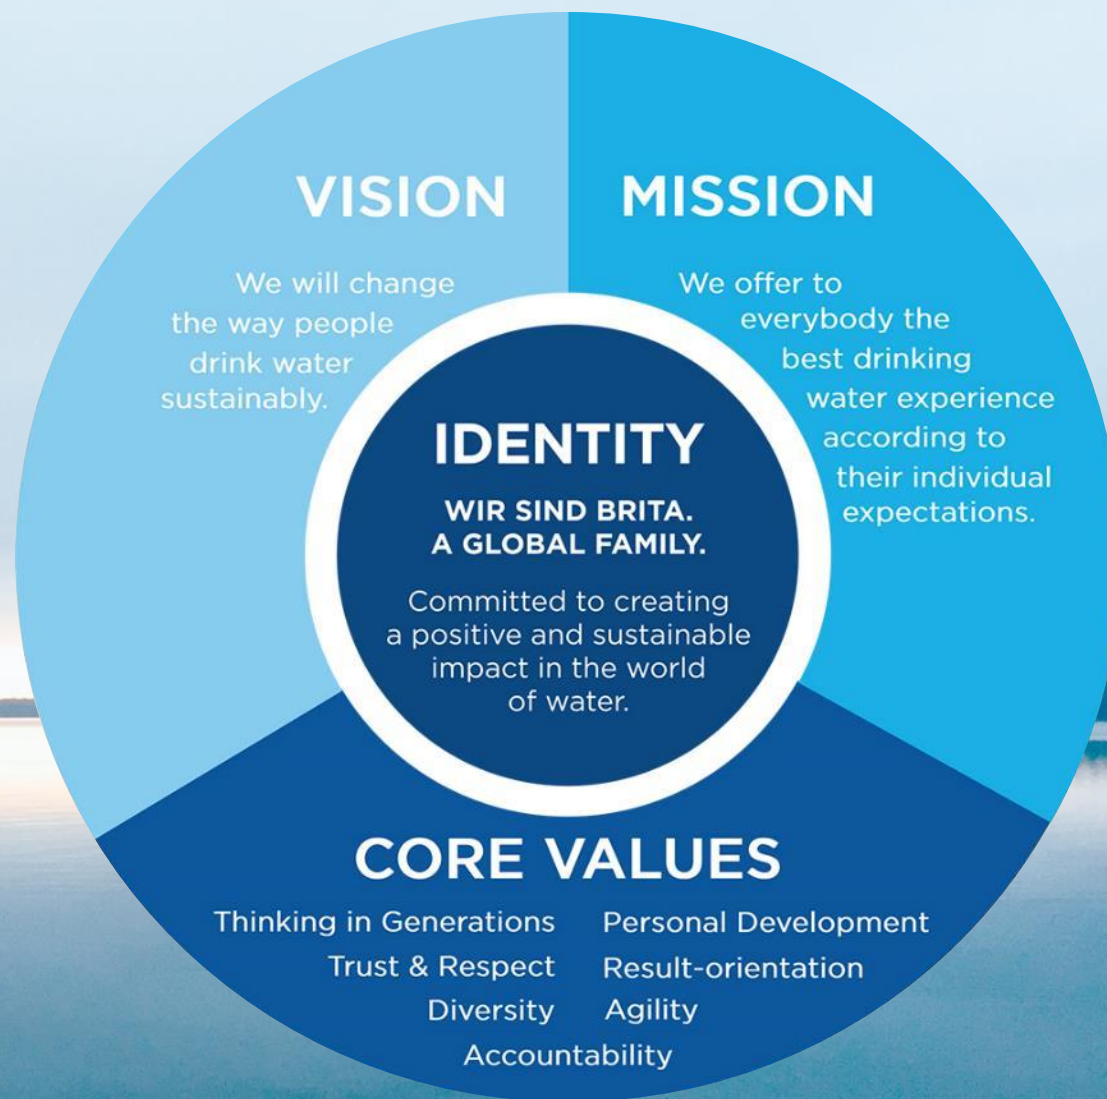 VISION
We will change
the way people
drink water
sustainably.
MISSION
We offer to
everybody the
best drinking
water experience
according to
their individual
expectations.
IDENTITY
WIR SIND BRITA.
A GLOBAL FAMILY.
Committed to creating
a positive and sustainable
impact in the world
of water.
CORE VALUES
Thinking in Generations
Personal Development
Trust & Respect
Result-orientation
Diversity
Agility
Accountability